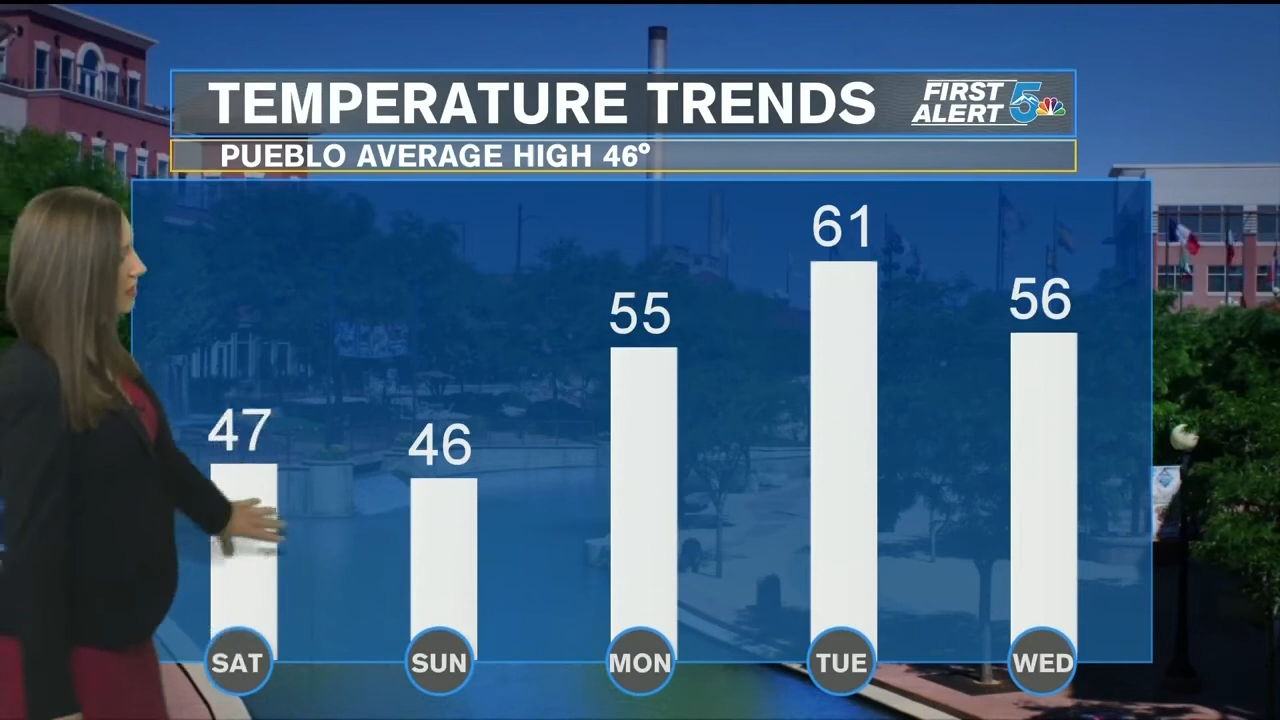 TEMPERATURE TRENDS
FIRST
ALERT 5
PUEBLO AVERAGE HIGH 46°
47
46
55
61
56
SAT
SUN
MON
TUE
WED